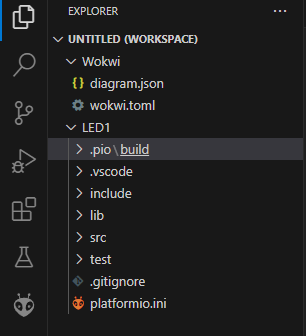 EXPLORER ...
UNTITLED (WORKSPACE)
Wokwi
diagram.json
wokwi.toml
LED1
.pio\build
.vscode
include
lib
src
test
.gitignore
platformio.ini